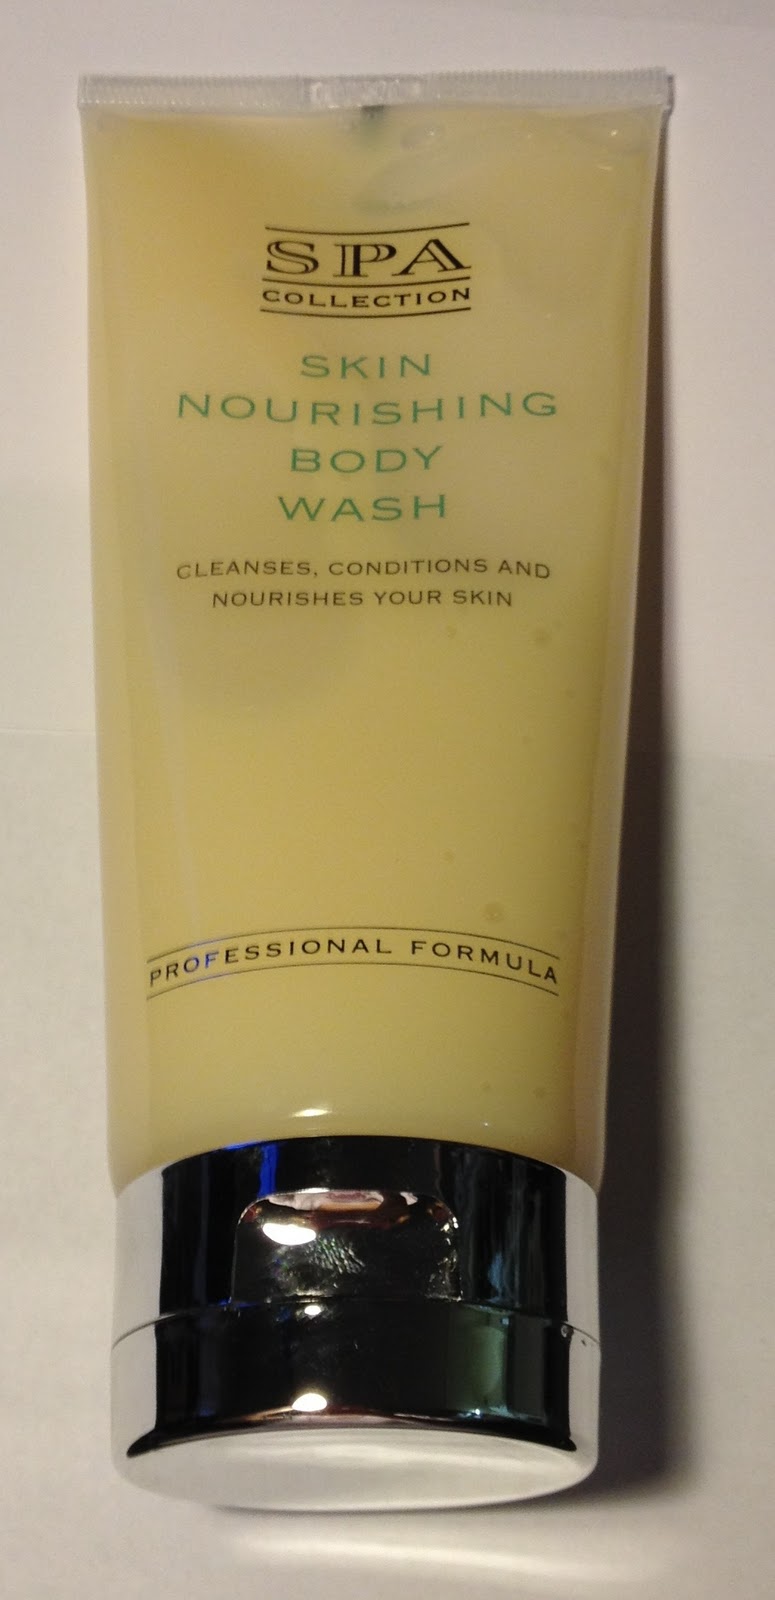 SPA
COLLECTION
SKIN
NOURISHING
BODY
WASH
CLEANSES, CONDITIONS AND
NOURISHES YOUR SKIN
PROFESSIONAL FORMULA